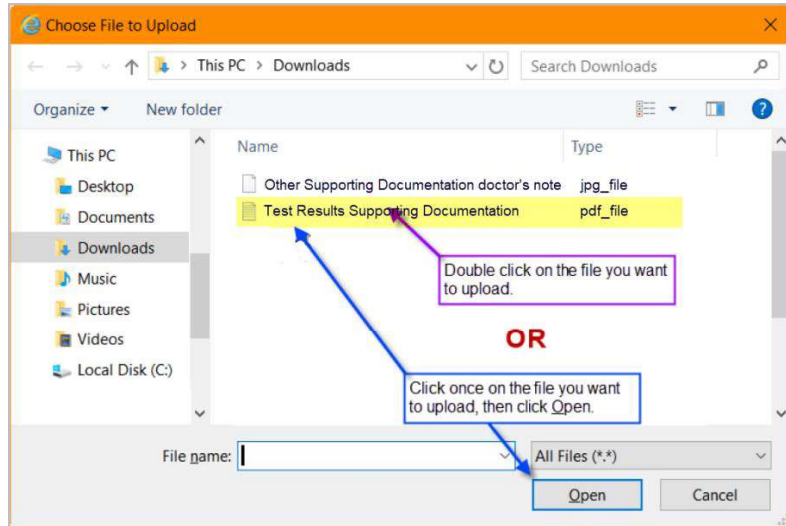 Choose File to Upload
This PC > Downloads
Search Downloads
Organize
New folder
Name
Type
This PC
Desktop
Documents
Downloads
Music
Pictures
Videos
Local Disk (C:)
Other Supporting Documentation doctor's note jpg_file
Test Results Supporting Documentation pdf_file
Double click on the file you want
to upload.
OR
Click once on the file you want
to upload, then click Open.
File name:
All Files (*.*)
Open
Cancel